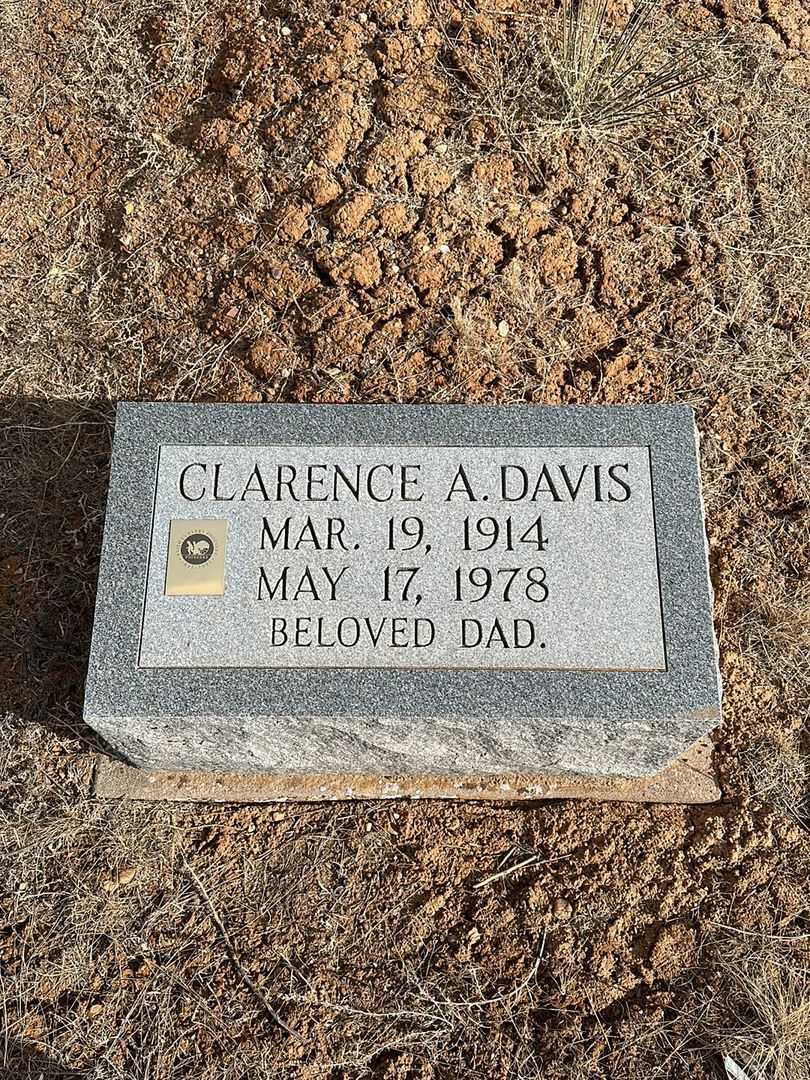 CLARENCE A. DAVIS
MAR. 19, 1914
MAY 17, 1978
BELOVED DAD.